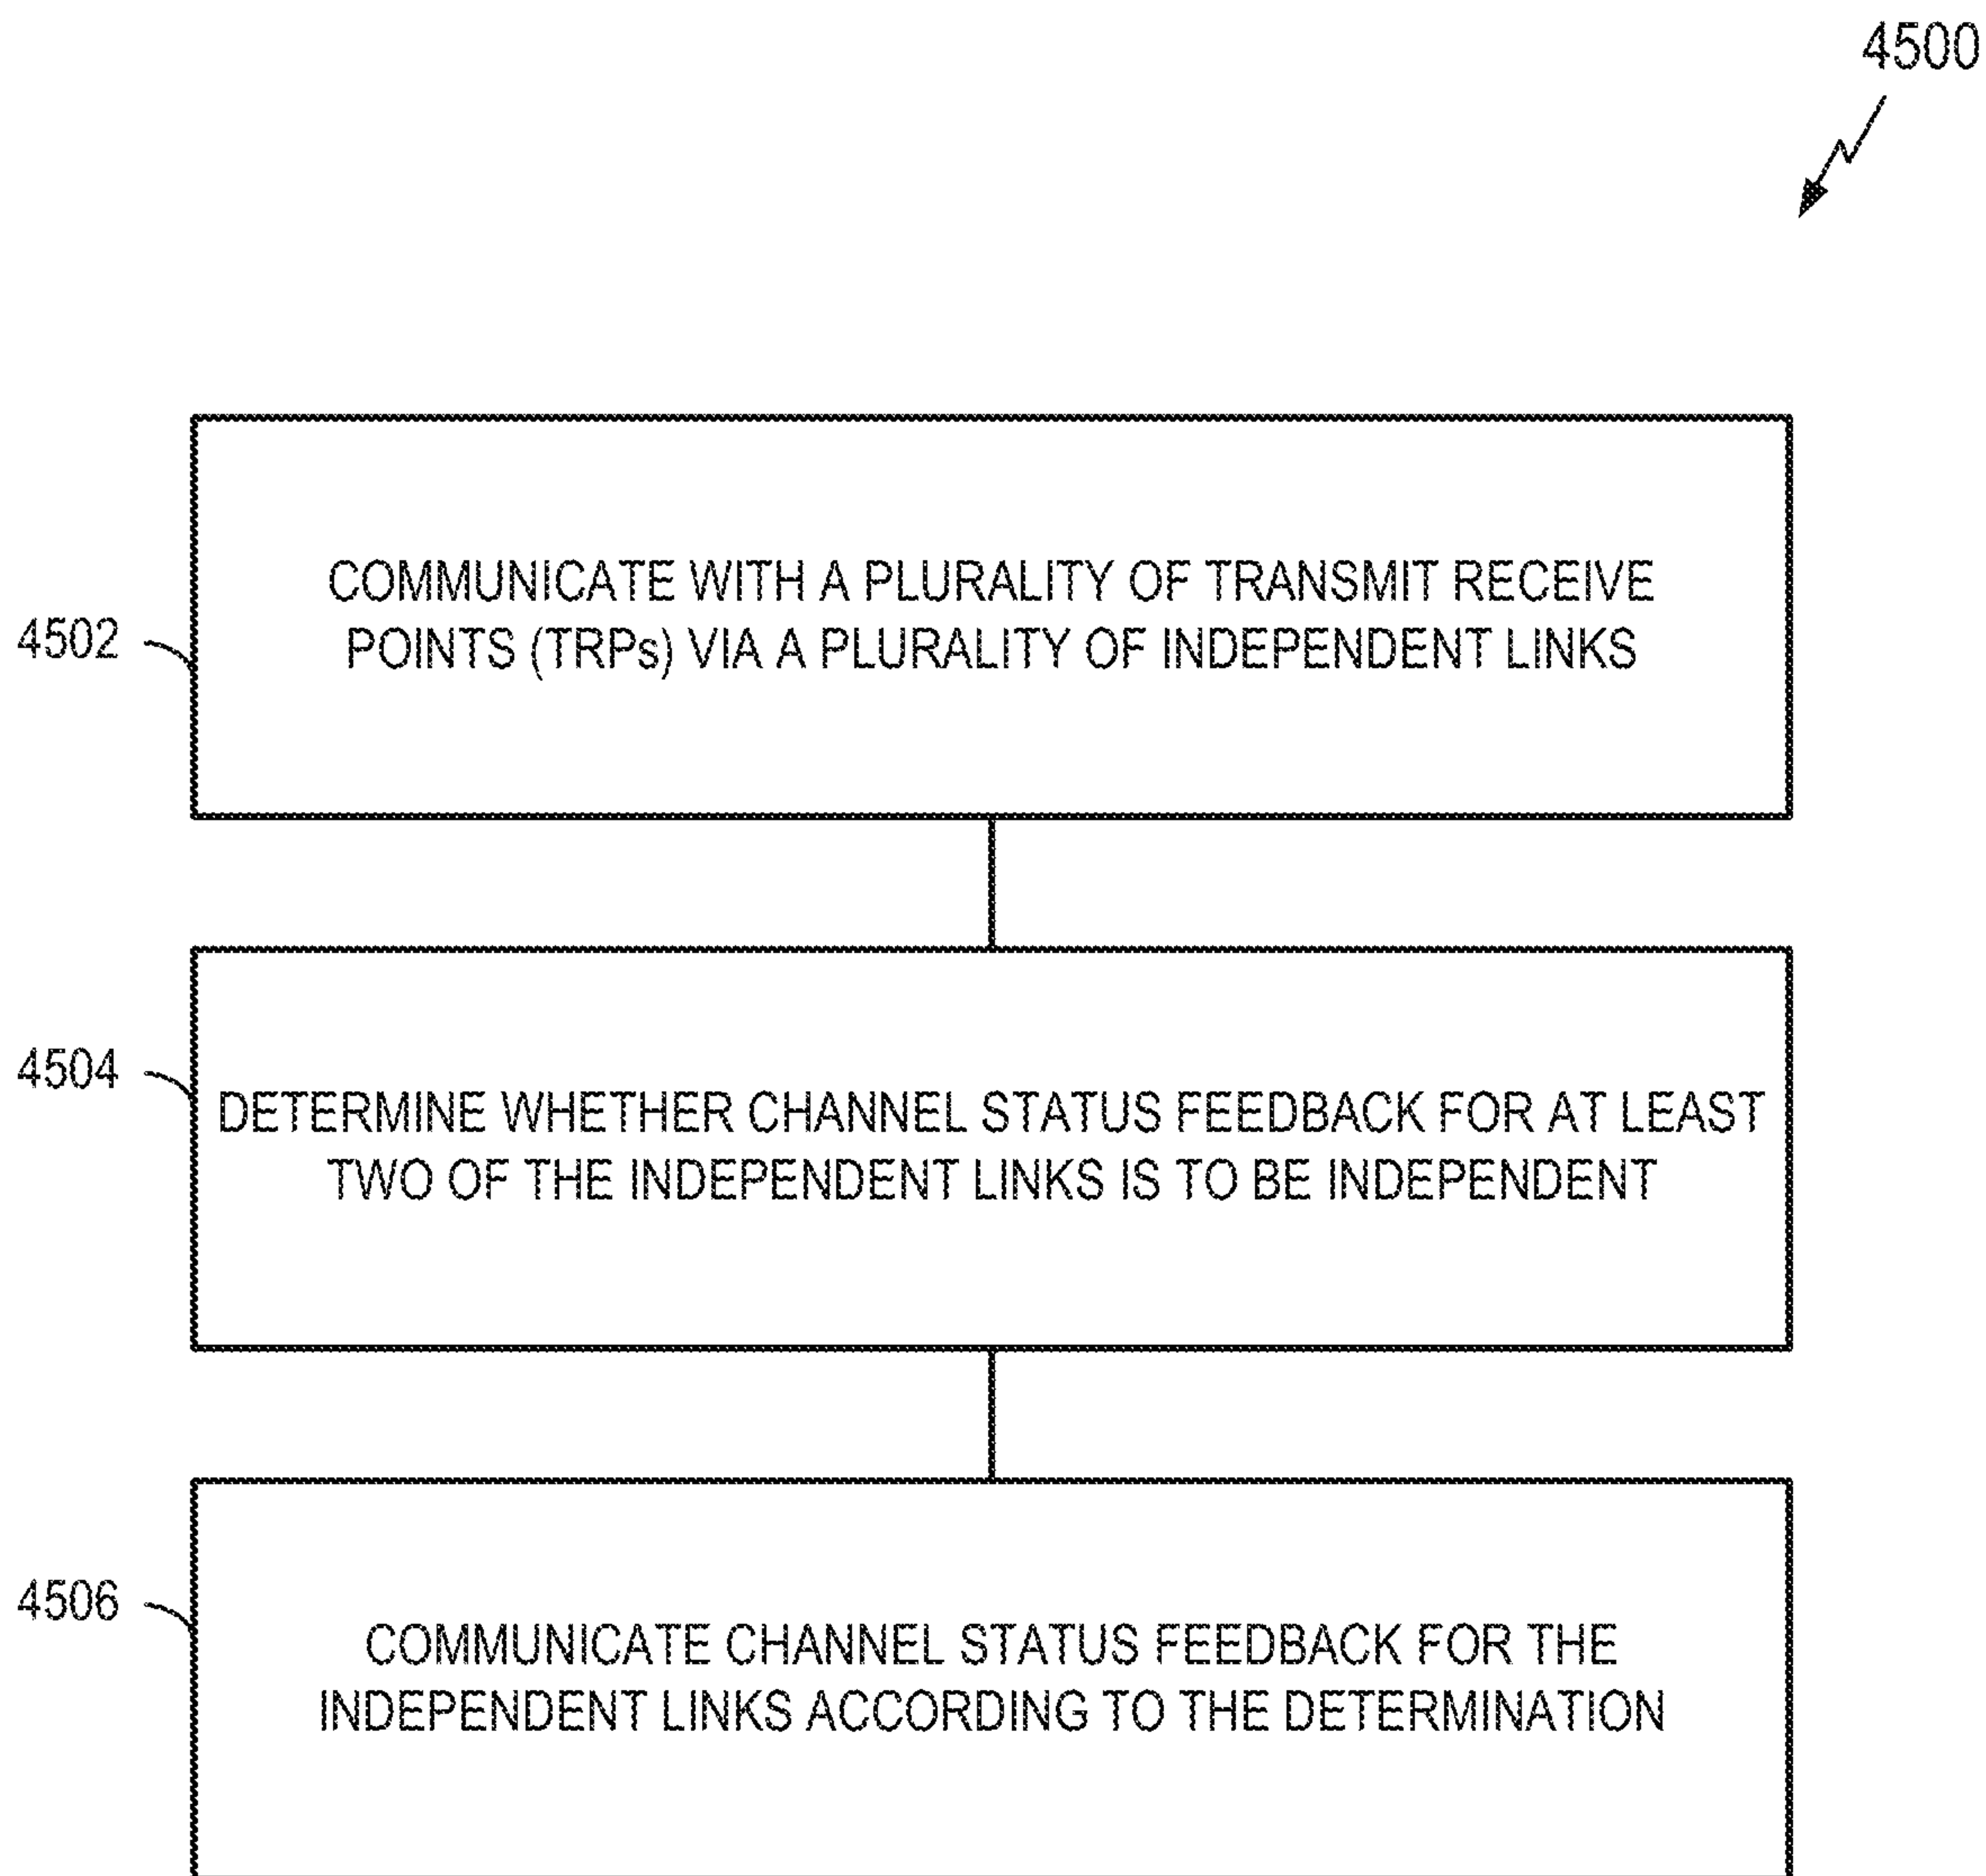 4500
COMMUNICATE WITH A PLURALITY OF TRANSMIT RECEIVE
POINTS (TRPs) VIA A PLURALITY OF INDEPENDENT LINKS
4502
4504
DETERMINE WHETHER CHANNEL STATUS FEEDBACK FOR AT LEAST
TWO OF THE INDEPENDENT LINKS IS TO BE INDEPENDENT
4506
COMMUNICATE CHANNEL STATUS FEEDBACK FOR THE
INDEPENDENT LINKS ACCORDING TO THE DETERMINATION